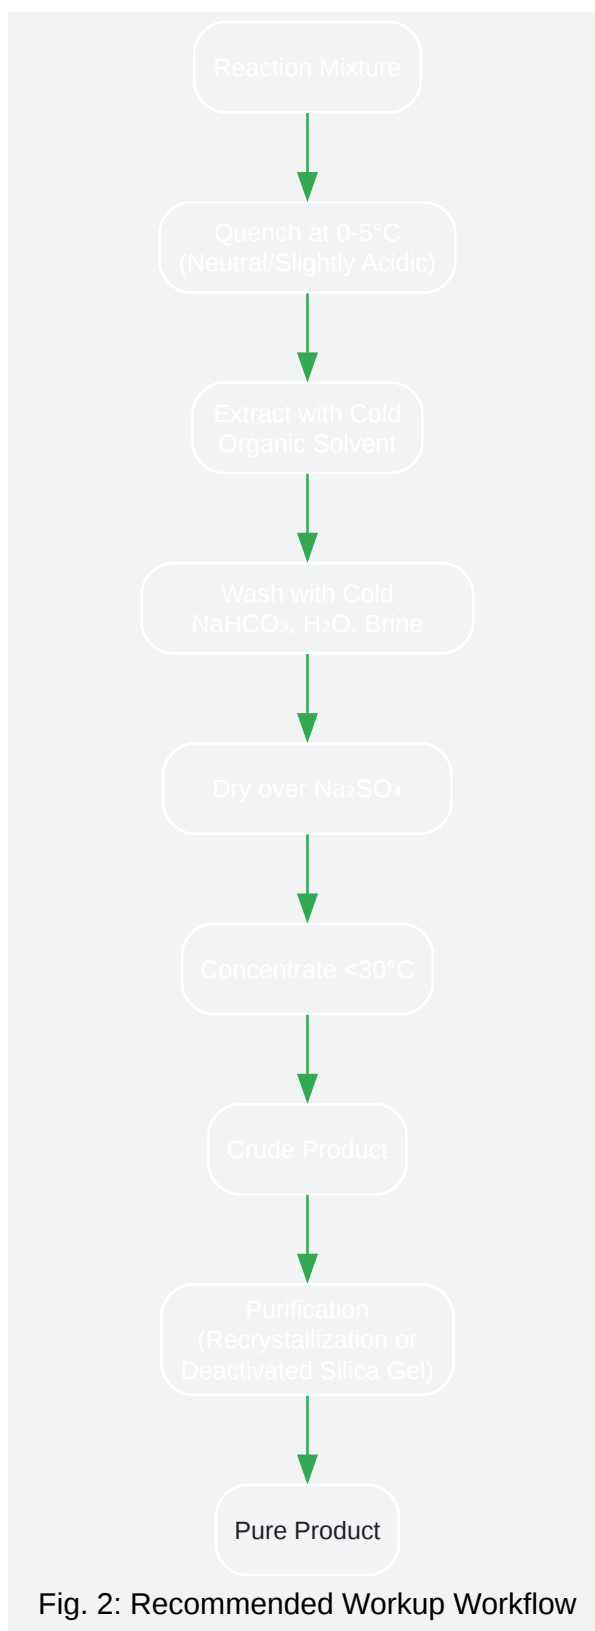 Reaction Mixture
Quench at 0-5°C
(Neutral/Slightly Acidic)
Extract with Cold
Organic Solvent
Wash with Cold
NaHCO₃, H₂O, Brine
Dry over Na₂SO₄
Concentrate <30°C
Crude Product
Purification
(Recrystallization or
Deactivated Silica Gel)
Pure Product
Fig. 2: Recommended Workup Workflow